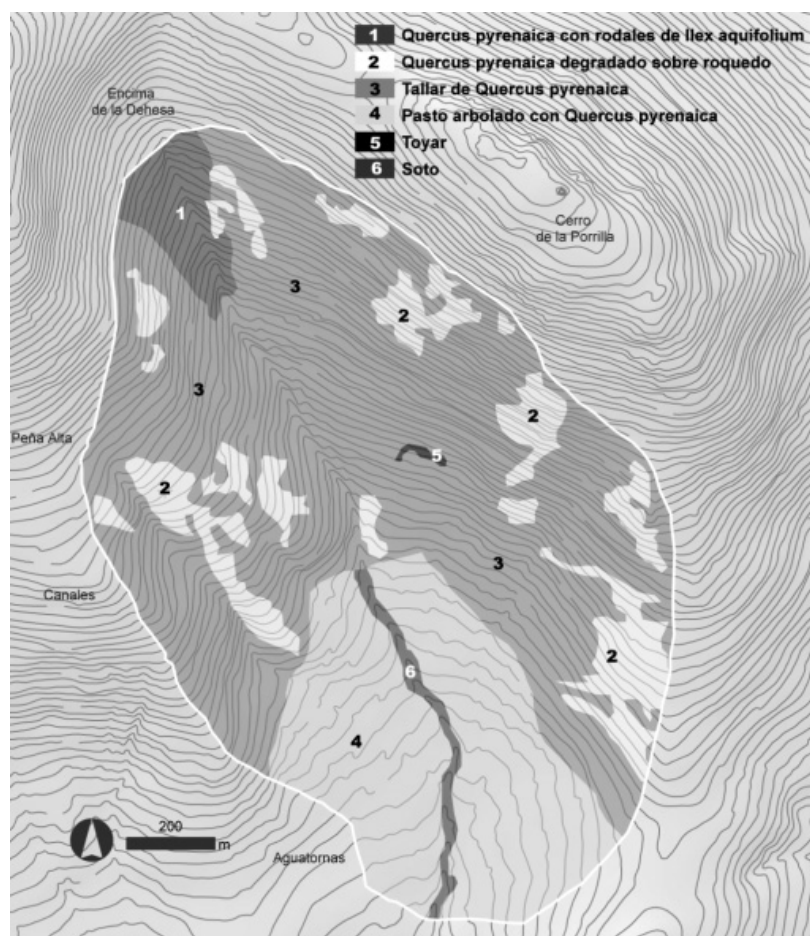 1 Quercus pyrenaica con rodales de Ilex aquifolium
2 Quercus pyrenaica degradado sobre roquedo
3 Tallar de Quercus pyrenaica
4 Pasto arbolado con Quercus pyrenaica
5 Toyar
6 Soto
Encima
de la Dehesa
Cerro
de la Porrilla
1
3
2
3
2
Peña Alta
5
2
3
Canales
2
6
4
200
m
Aguatornas